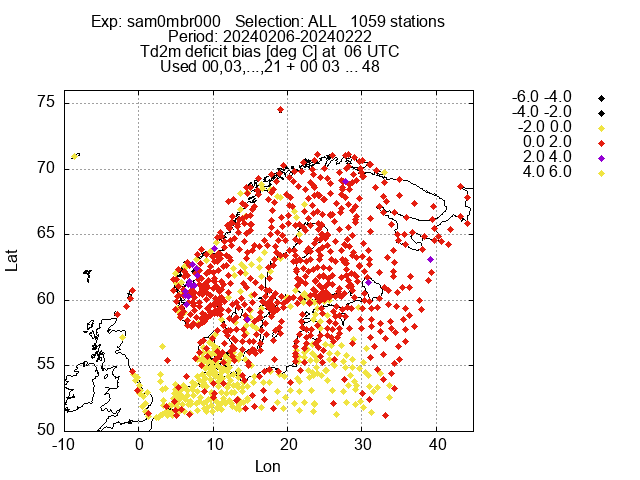 Exp: sam0mbr000   Selection: ALL   1059 stations
Period: 20240206-20240222
Td2m deficit bias [deg C] at  06 UTC
Used 00,03,...,21 + 00 03 ... 48
-6.0 -4.0
-4.0 -2.0
-2.0 0.0
0.0 2.0
2.0 4.0
4.0 6.0
75
70
65
60
55
50
Lat
-10 0 10 20 30 40
Lon